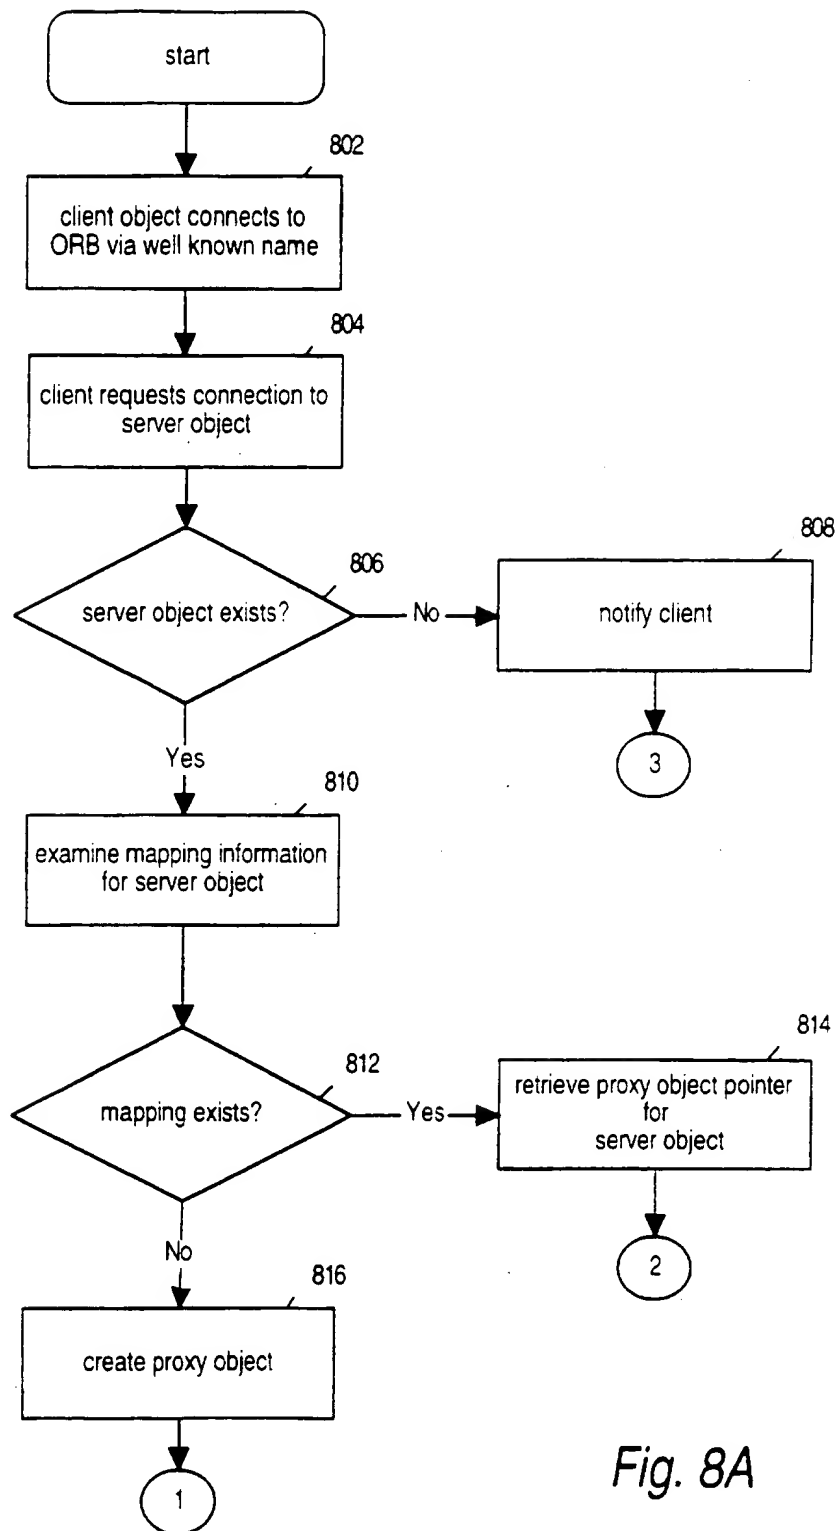 start
802
client object connects to
ORB via well known name
804
client requests connection to
server object
806
server object exists?
No
808
notify client
3
Yes
810
examine mapping information
for server object
812
mapping exists?
Yes
814
retrieve proxy object pointer
for
server object
2
No
816
create proxy object
1
Fig. 8A